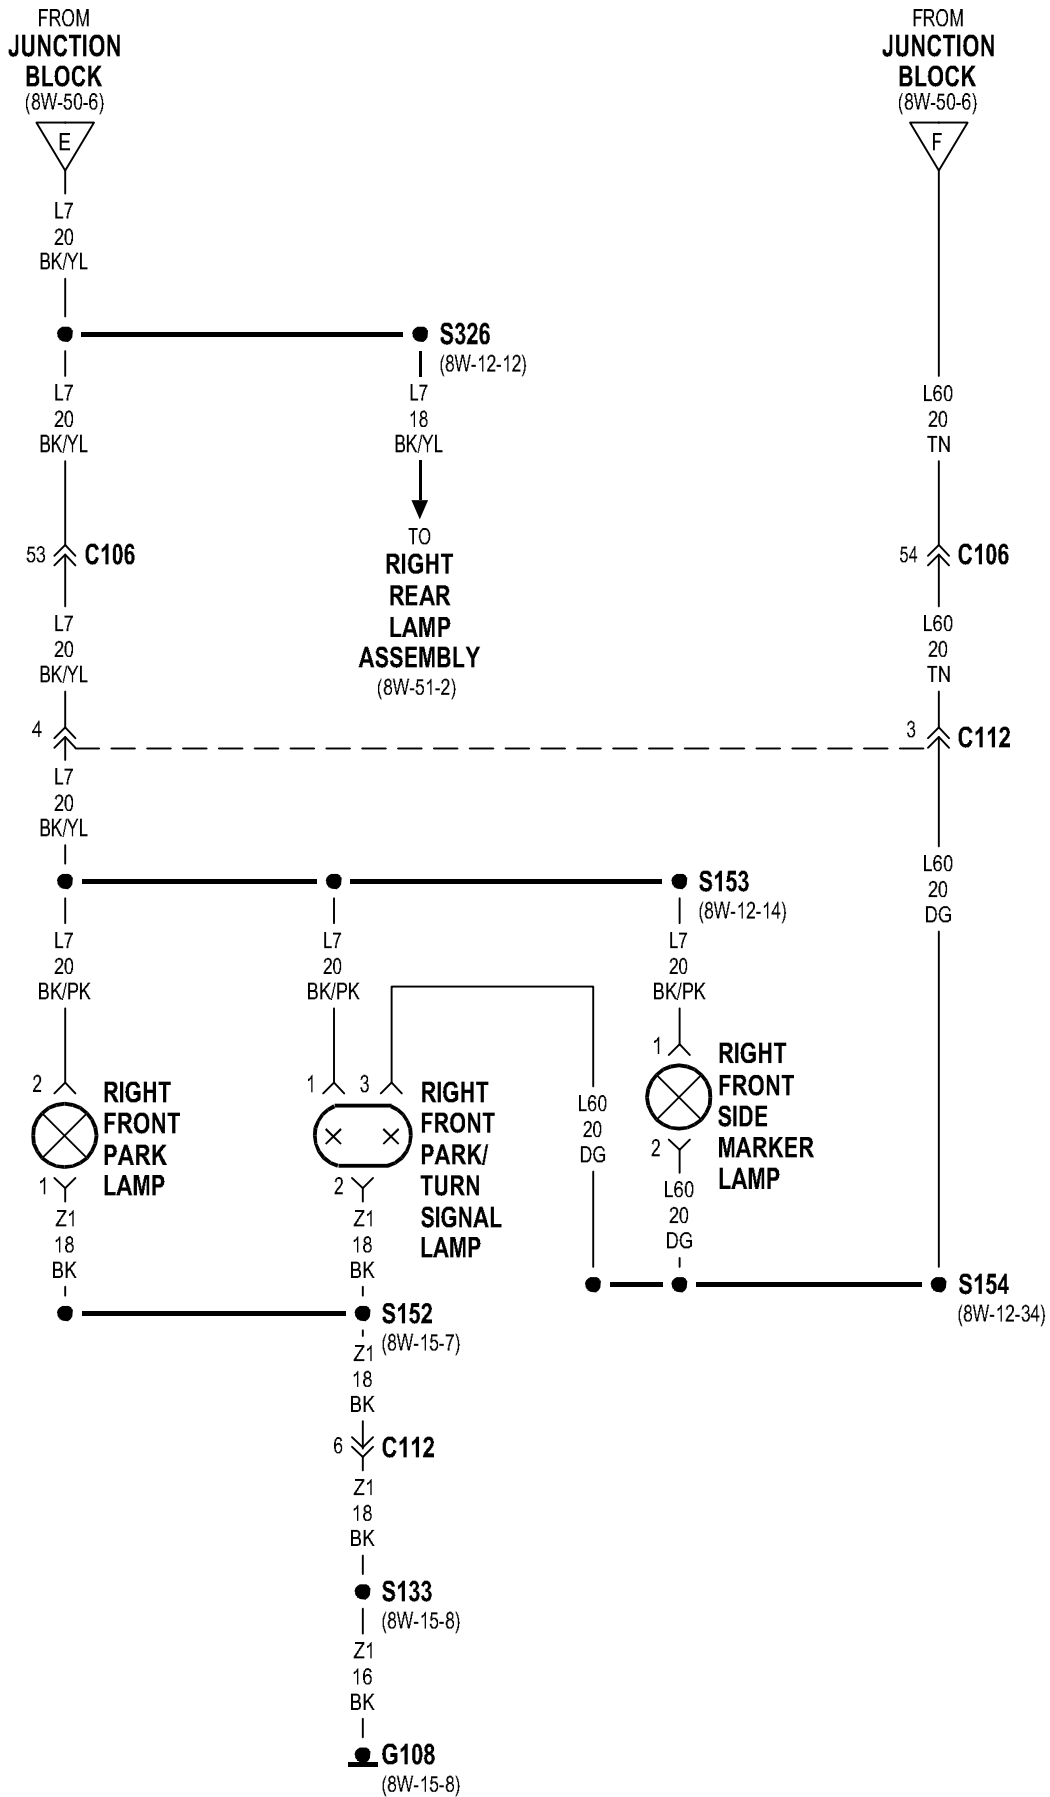 FROM
JUNCTION
BLOCK
(8W-50-6)
E
FROM
JUNCTION
BLOCK
(8W-50-6)
F
L7
20
BK/YL
S326
(8W-12-12)
L7
20
BK/YL
L7
18
BK/YL
L60
20
TN
TO
RIGHT
REAR
LAMP
ASSEMBLY
(8W-51-2)
53
C106
54
C106
L7
20
BK/YL
L60
20
TN
4
3
C112
L7
20
BK/YL
L60
20
DG
S153
(8W-12-14)
L7
20
BK/PK
L7
20
BK/PK
L7
20
BK/PK
2
RIGHT
FRONT
PARK
LAMP
1
1
3
RIGHT
FRONT
PARK/
TURN
SIGNAL
LAMP
2
L60
20
DG
1
RIGHT
FRONT
SIDE
MARKER
LAMP
2
L60
20
DG
Z1
18
BK
Z1
18
BK
S154
(8W-12-34)
S152
(8W-15-7)
Z1
18
BK
6
C112
Z1
18
BK
S133
(8W-15-8)
Z1
16
BK
G108
(8W-15-8)